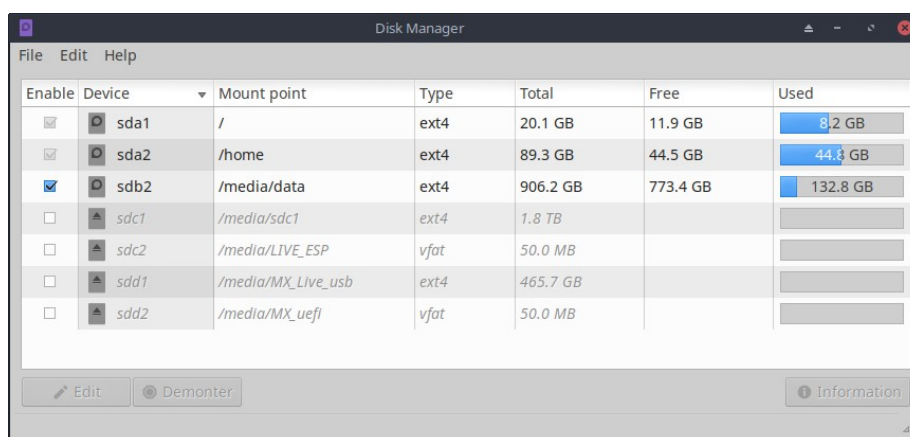 Disk Manager
File Edit Help
Enable Device Mount point Type Total Free Used
sda1 / ext4 20.1 GB 11.9 GB 8.2 GB
sda2 /home ext4 89.3 GB 44.5 GB 44.8 GB
sdb2 /media/data ext4 906.2 GB 773.4 GB 132.8 GB
sdc1 /media/sdc1 ext4 1.8 TB
sdc2 /media/LIVE_ESP vfat 50.0 MB
sdd1 /media/MX_Live_usb ext4 465.7 GB
sdd2 /media/MX_uefi vfat 50.0 MB
Edit Demonter Information